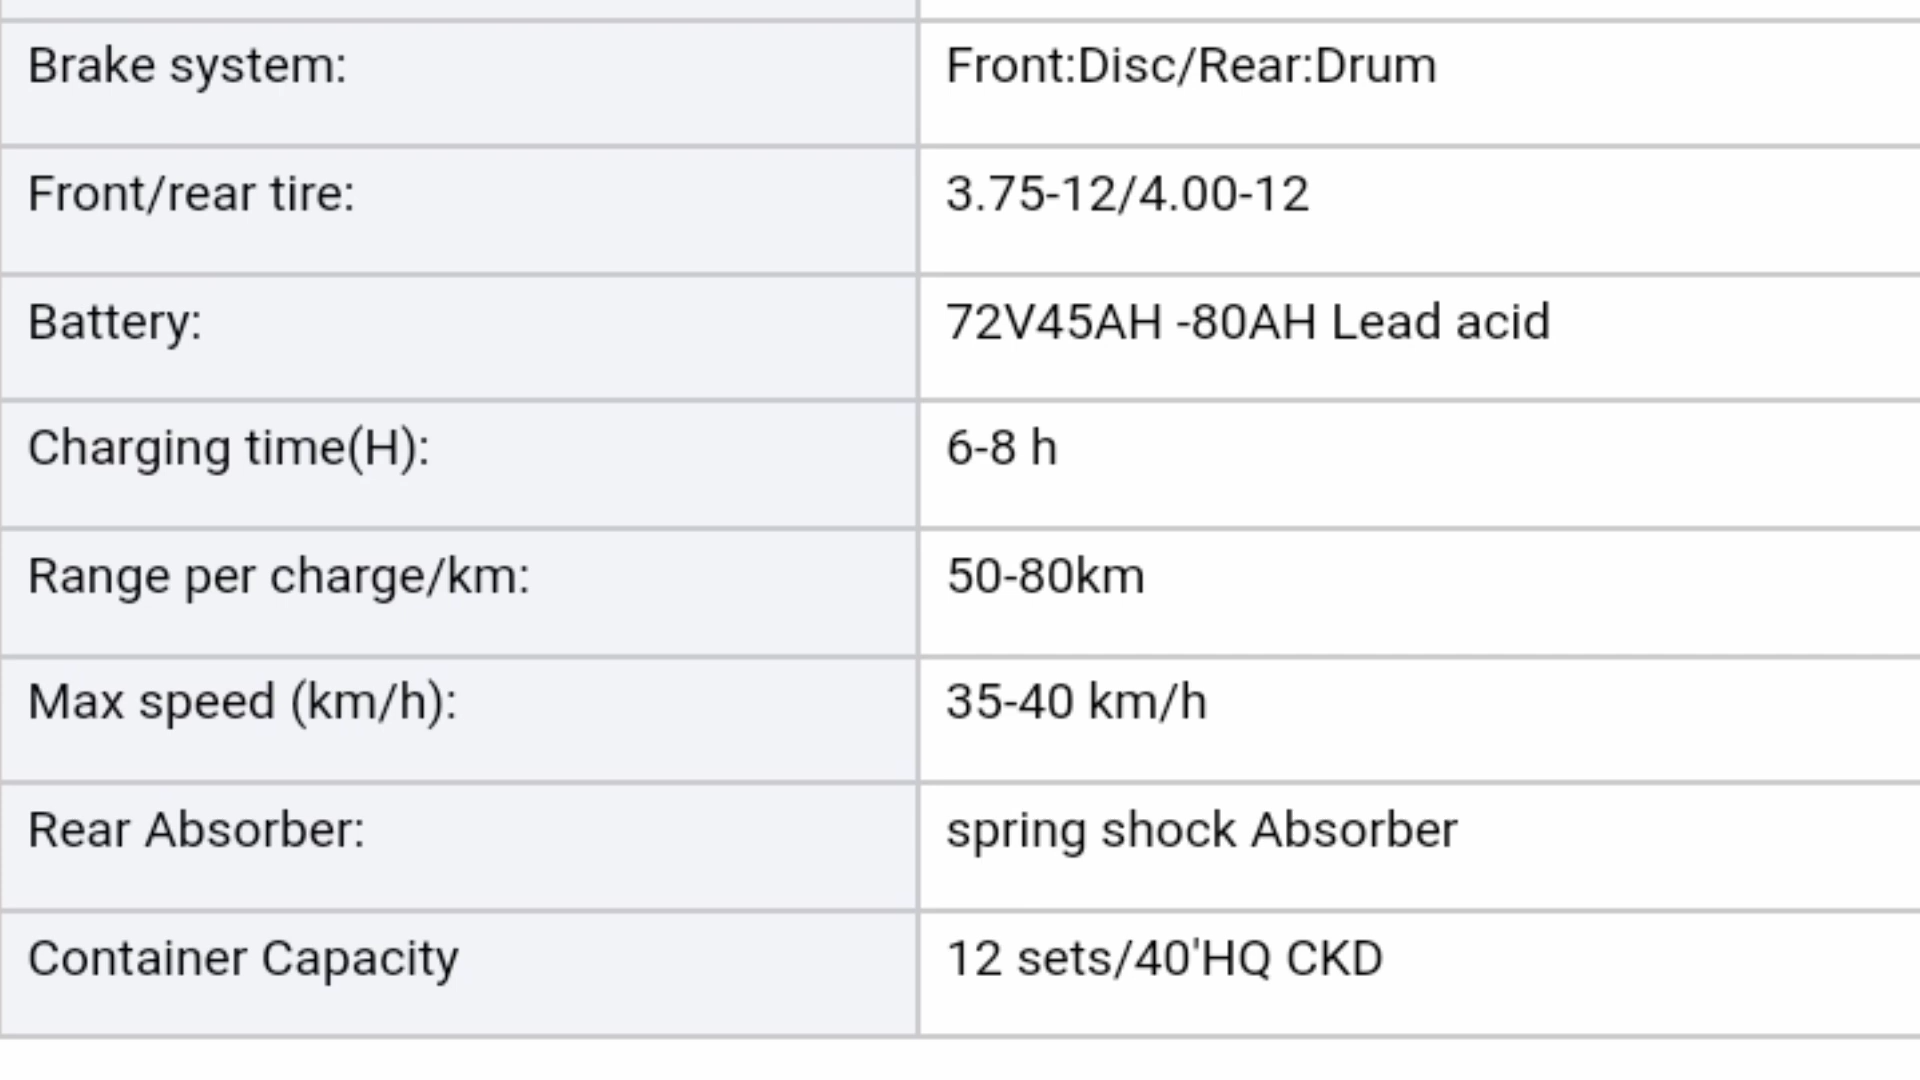 Brake system: Front:Disc/Rear:Drum
Front/rear tire: 3.75-12/4.00-12
Battery: 72V45AH -80AH Lead acid
Charging time(H): 6-8 h
Range per charge/km: 50-80km
Max speed (km/h): 35-40 km/h
Rear Absorber: spring shock Absorber
Container Capacity 12 sets/40'HQ CKD